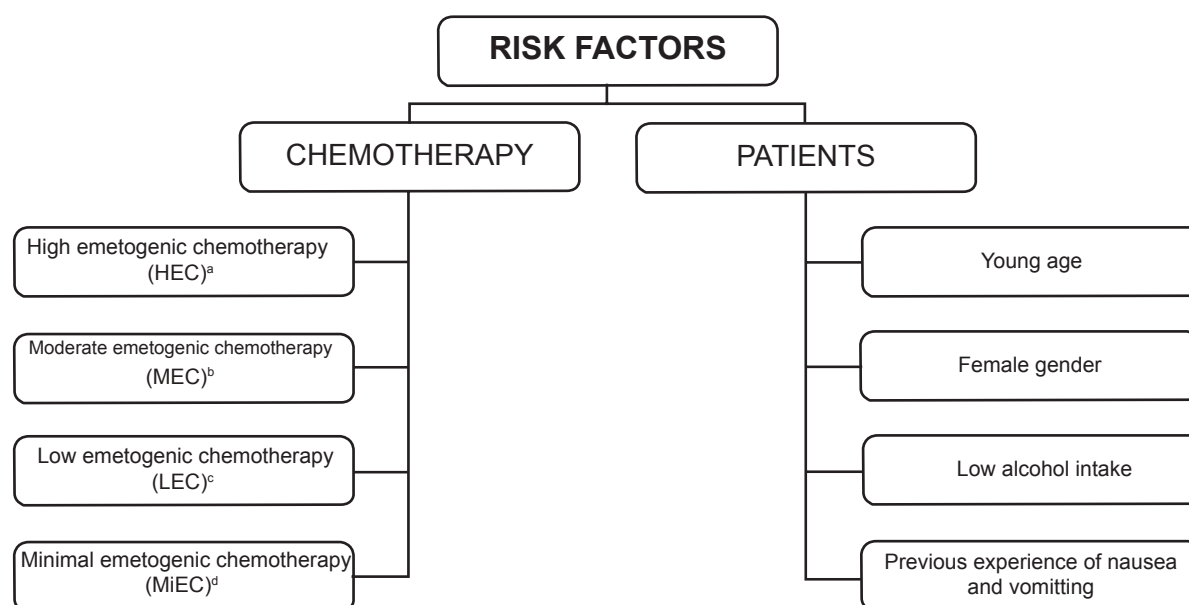 RISK FACTORS
CHEMOTHERAPY
High emetogenic chemotherapy
(HEC)ᵃ
Moderate emetogenic chemotherapy
(MEC)ᵇ
Low emetogenic chemotherapy
(LEC)ᶜ
Minimal emetogenic chemotherapy
(MiEC)ᵈ
PATIENTS
Young age
Female gender
Low alcohol intake
Previous experience of nausea
and vomitting